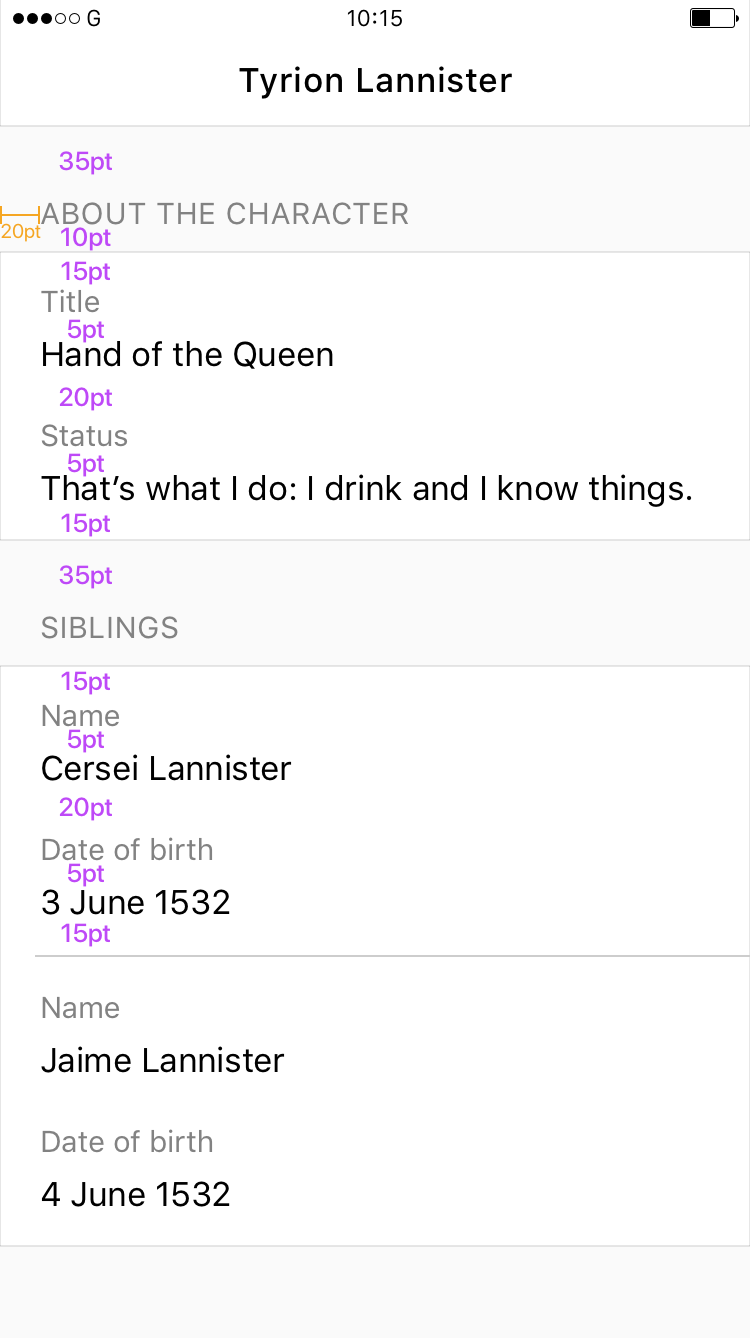 G 10:15
Tyrion Lannister
35pt
ABOUT THE CHARACTER
20pt
10pt
15pt
Title
5pt
Hand of the Queen
20pt
Status
5pt
That’s what I do: I drink and I know things.
15pt
35pt
SIBLINGS
15pt
Name
5pt
Cersei Lannister
20pt
Date of birth
5pt
3 June 1532
15pt
Name
Jaime Lannister
Date of birth
4 June 1532